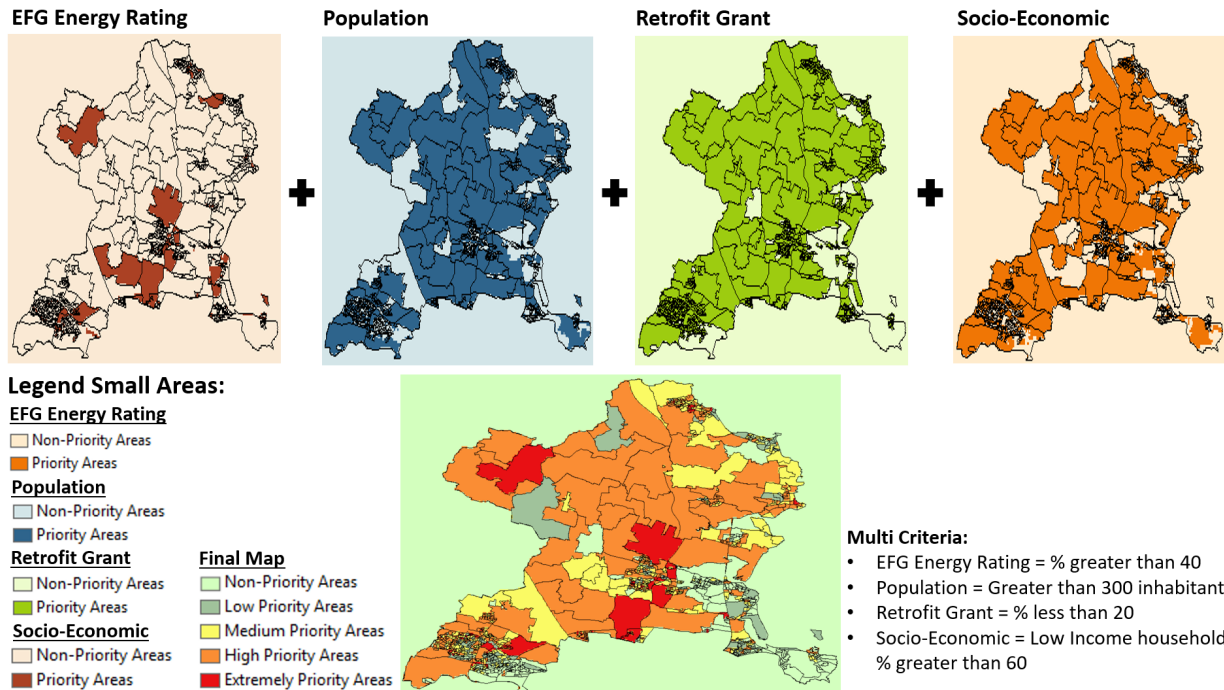 EFG Energy Rating
Population
Retrofit Grant
Socio-Economic
Legend Small Areas:
EFG Energy Rating
Non-Priority Areas
Priority Areas
Population
Non-Priority Areas
Priority Areas
Retrofit Grant
Non-Priority Areas
Priority Areas
Socio-Economic
Non-Priority Areas
Priority Areas
Final Map
Non-Priority Areas
Low Priority Areas
Medium Priority Areas
High Priority Areas
Extremely Priority Areas
Multi Criteria:
• EFG Energy Rating = % greater than 40
• Population = Greater than 300 inhabitant
• Retrofit Grant = % less than 20
• Socio-Economic = Low Income household
% greater than 60